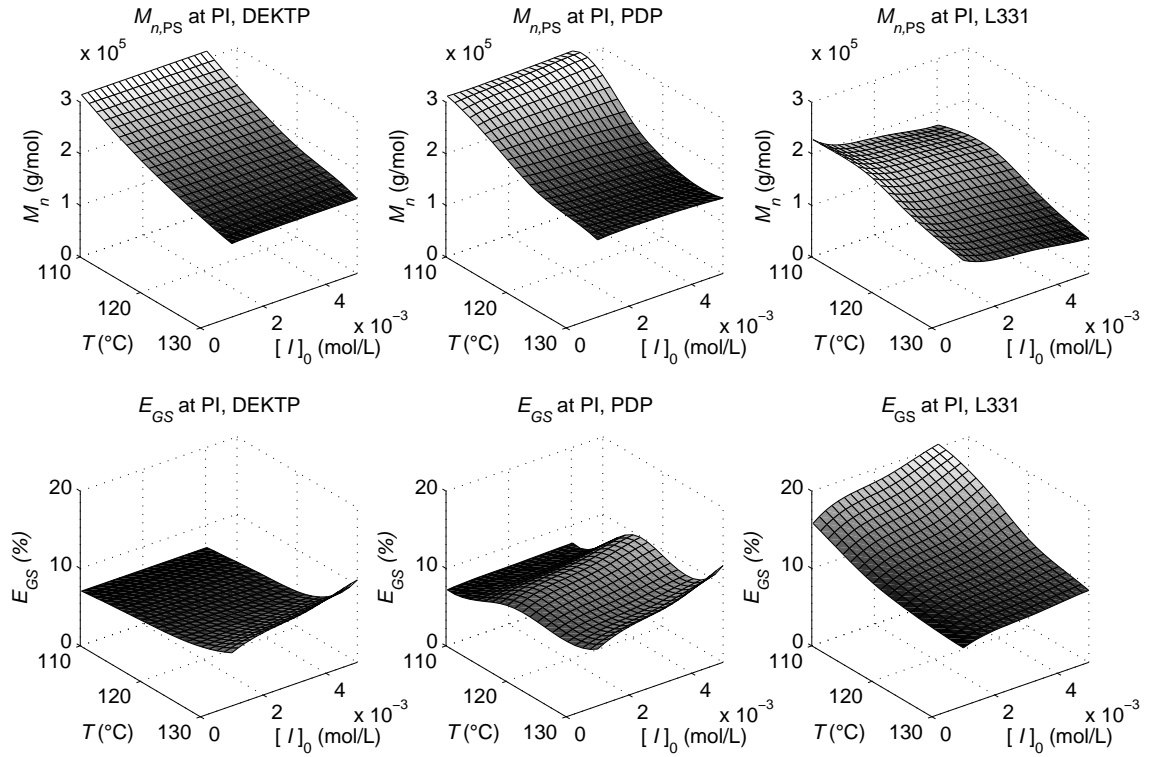 M_n,PS at PI, DEKTP
x 10^5
3
2
1
0
M_n (g/mol)
110
120
130
T (°C)
0
2
4
x 10^−3
[ I ]_0 (mol/L)
M_n,PS at PI, PDP
x 10^5
3
2
1
0
M_n (g/mol)
110
120
130
T (°C)
0
2
4
x 10^−3
[ I ]_0 (mol/L)
M_n,PS at PI, L331
x 10^5
3
2
1
0
M_n (g/mol)
110
120
130
T (°C)
0
2
4
x 10^−3
[ I ]_0 (mol/L)
E_GS at PI, DEKTP
20
10
0
E_GS (%)
110
120
130
T (°C)
0
2
4
x 10^−3
[ I ]_0 (mol/L)
E_GS at PI, PDP
20
10
0
E_GS (%)
110
120
130
T (°C)
0
2
4
x 10^−3
[ I ]_0 (mol/L)
E_GS at PI, L331
20
10
0
E_GS (%)
110
120
130
T (°C)
0
2
4
x 10^−3
[ I ]_0 (mol/L)